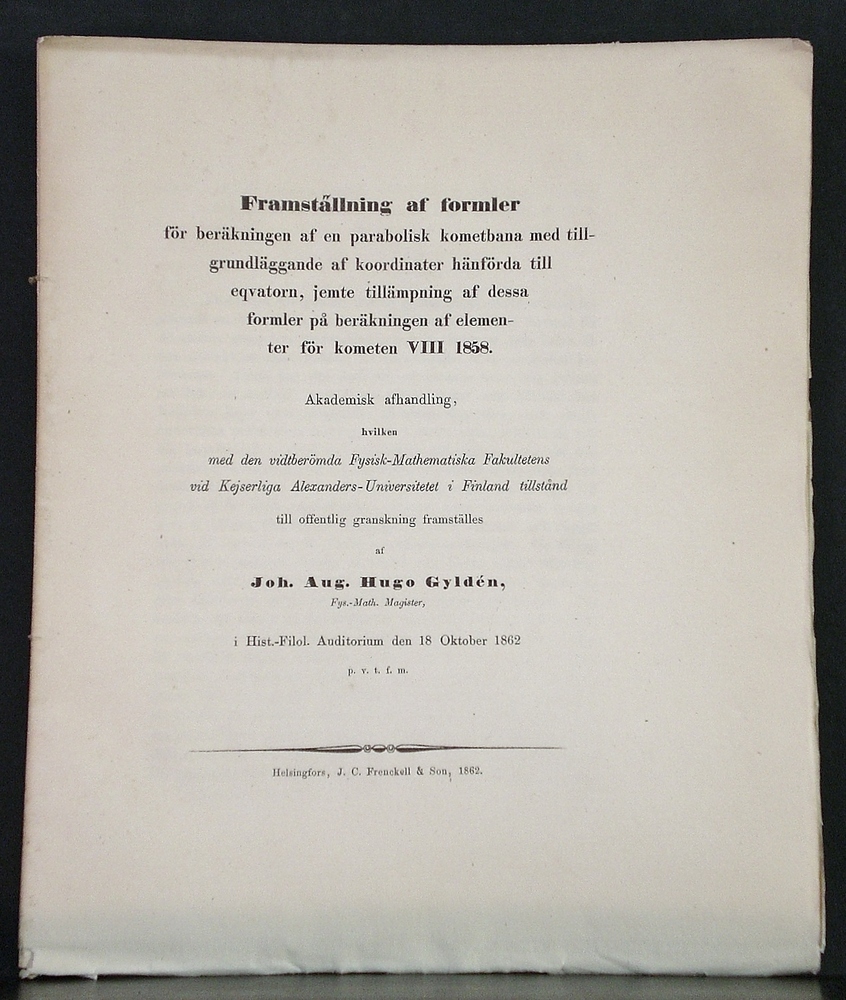 Framställning af formler
för beräkningen af en parabolisk kometbana med till-
grundläggande af koordinater hänförda till
eqvatorn, jemte tillämpning af dessa
formler på beräkningen af elemen-
ter för kometen VIII 1858.
Akademisk afhandling,
hvilken
med den vidtberömda Fysisk-Mathematiska Fakultetens
vid Kejserliga Alexanders-Universitetet i Finland tillstånd
till offentlig granskning framställes
af
Joh. Aug. Hugo Gyldén,
Fys.-Math. Magister,
i Hist.-Filol. Auditorium den 18 Oktober 1862
p. v. t. f. m.
Helsingfors, J. C. Frenckell & Son, 1862.